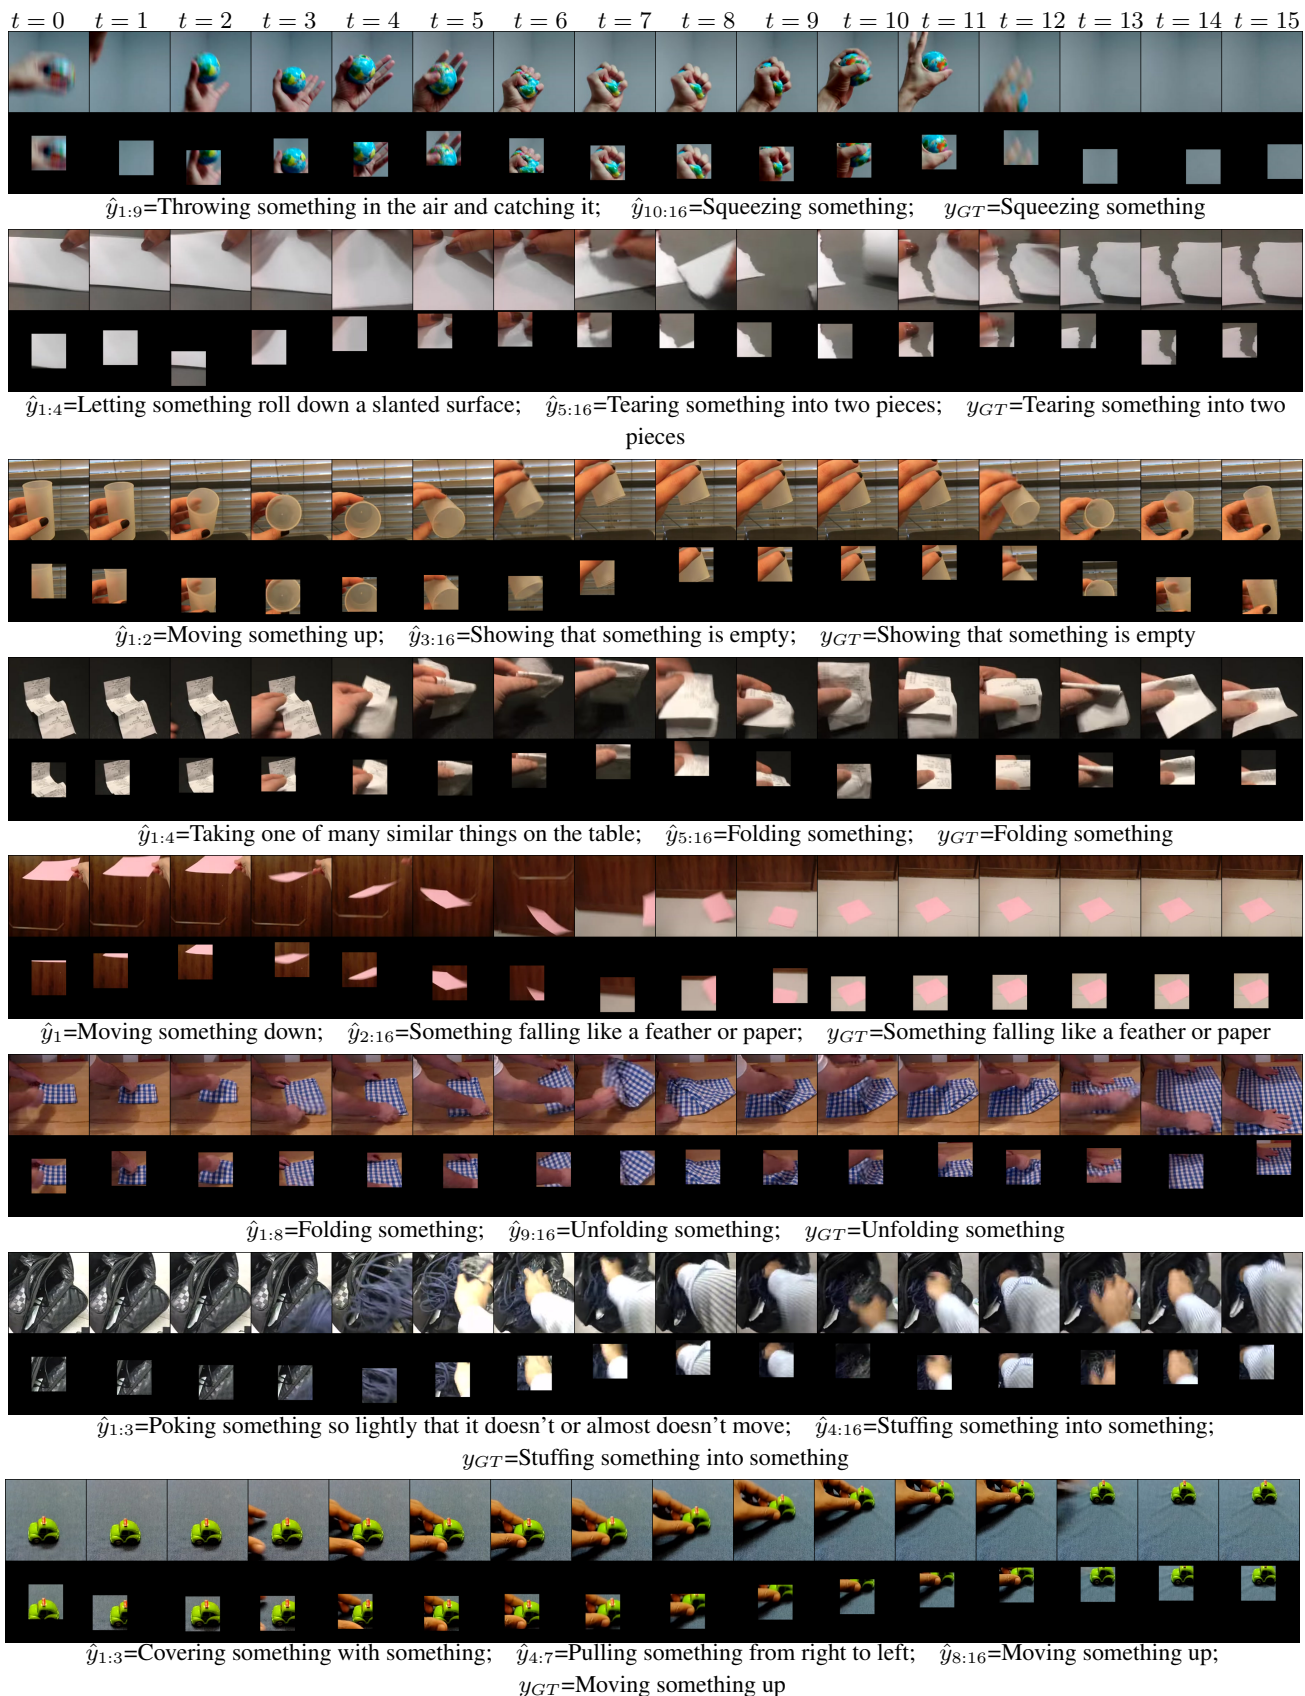 t = 0 t = 1 t = 2 t = 3 t = 4 t = 5 t = 6 t = 7 t = 8 t = 9 t = 10 t = 11 t = 12 t = 13 t = 14 t = 15
ŷ1:9=Throwing something in the air and catching it; ŷ10:16=Squeezing something; yGT=Squeezing something
ŷ1:4=Letting something roll down a slanted surface; ŷ5:16=Tearing something into two pieces; yGT=Tearing something into two
pieces
ŷ1:2=Moving something up; ŷ3:16=Showing that something is empty; yGT=Showing that something is empty
ŷ1:4=Taking one of many similar things on the table; ŷ5:16=Folding something; yGT=Folding something
ŷ1=Moving something down; ŷ2:16=Something falling like a feather or paper; yGT=Something falling like a feather or paper
ŷ1:8=Folding something; ŷ9:16=Unfolding something; yGT=Unfolding something
ŷ1:3=Poking something so lightly that it doesn't or almost doesn't move; ŷ4:16=Stuffing something into something;
yGT=Stuffing something into something
ŷ1:3=Covering something with something; ŷ4:7=Pulling something from right to left; ŷ8:16=Moving something up;
yGT=Moving something up